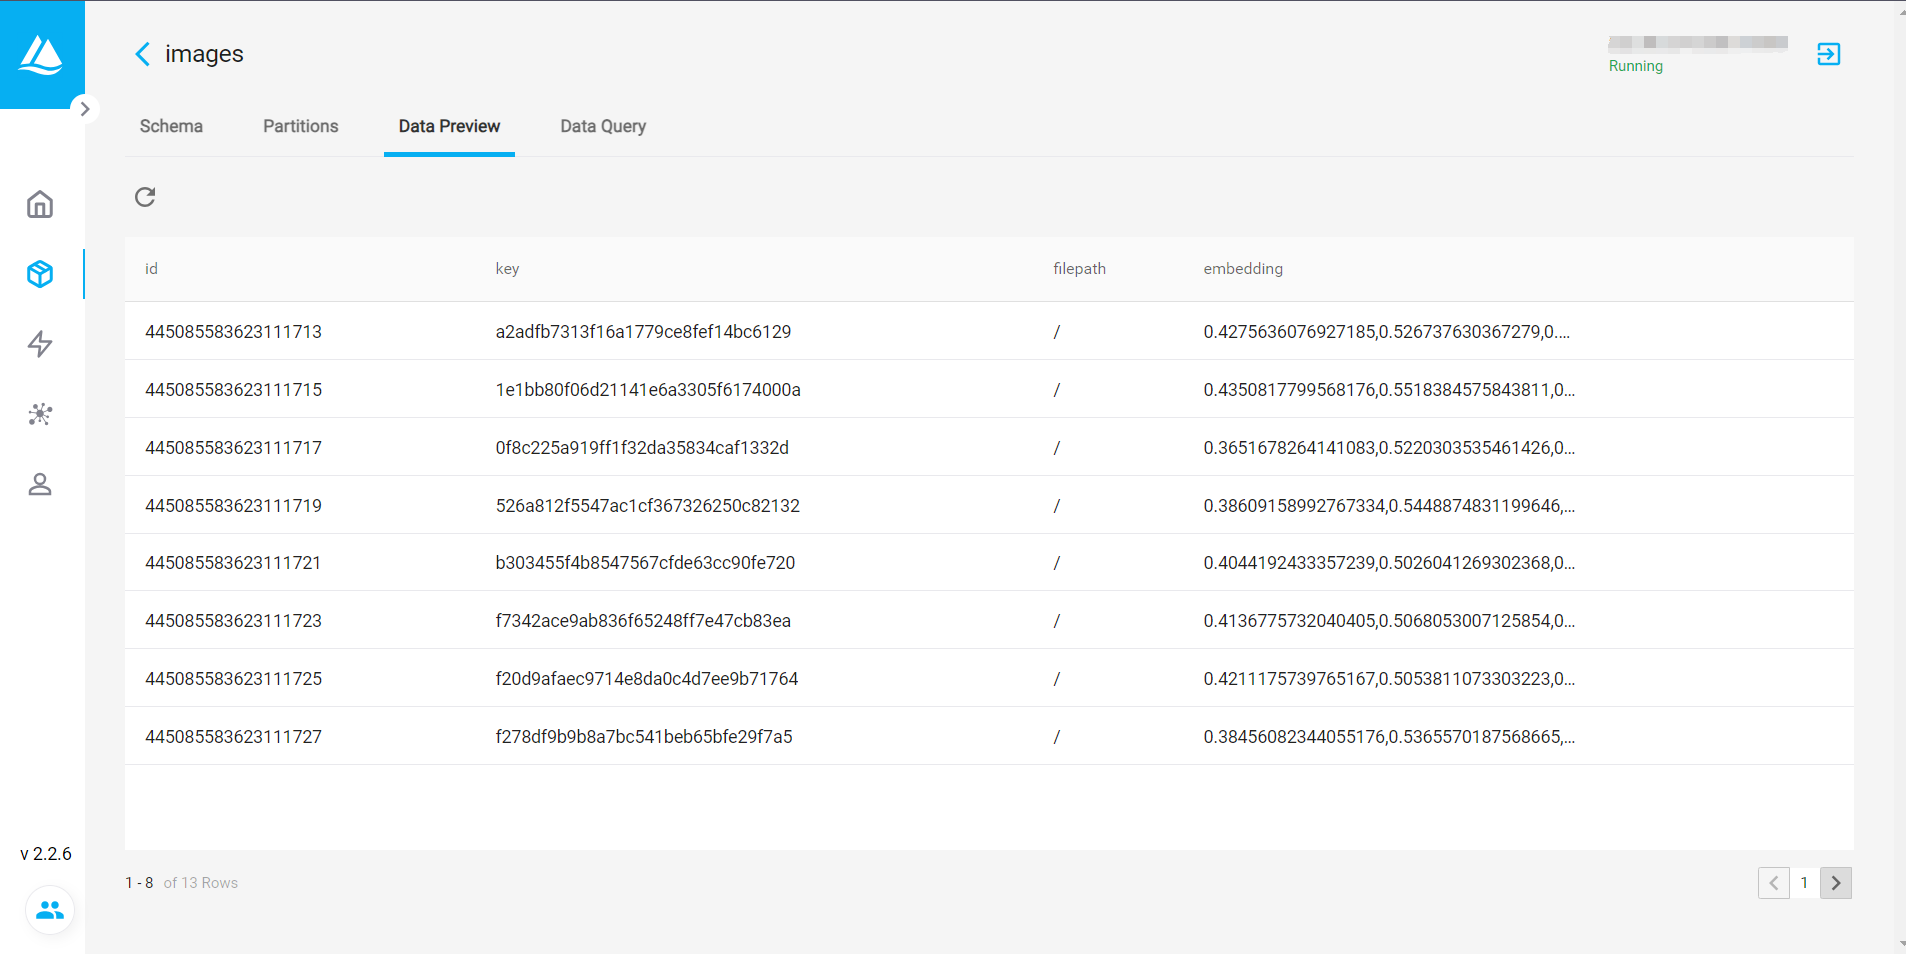 images
Running
Schema Partitions Data Preview Data Query
id key filepath embedding
445085583623111713 a2adfb7313f16a1779ce8fef14bc6129 / 0.4275636076927185,0.526737630367279,0....
445085583623111715 1e1bb80f06d21141e6a3305f6174000a / 0.4350817799568176,0.5518384575843811,0...
445085583623111717 0f8c225a919ff1f32da35834caf1332d / 0.3651678264141083,0.5220303535461426,0...
445085583623111719 526a812f5547ac1cf367326250c82132 / 0.38609158992767334,0.5448874831199646,...
445085583623111721 b303455f4b8547567cfde63cc90fe720 / 0.4044192433357239,0.5026041269302368,0...
445085583623111723 f7342ace9ab836f65248ff7e47cb83ea / 0.4136775732040405,0.5068053007125854,0...
445085583623111725 f20d9afaec9714e8da0c4d7ee9b71764 / 0.4211175739765167,0.5053811073303223,0...
445085583623111727 f278df9b9b8a7bc541beb65bfe29f7a5 / 0.38456082344055176,0.5365570187568665,...
v 2.2.6
1 - 8 of 13 Rows 1